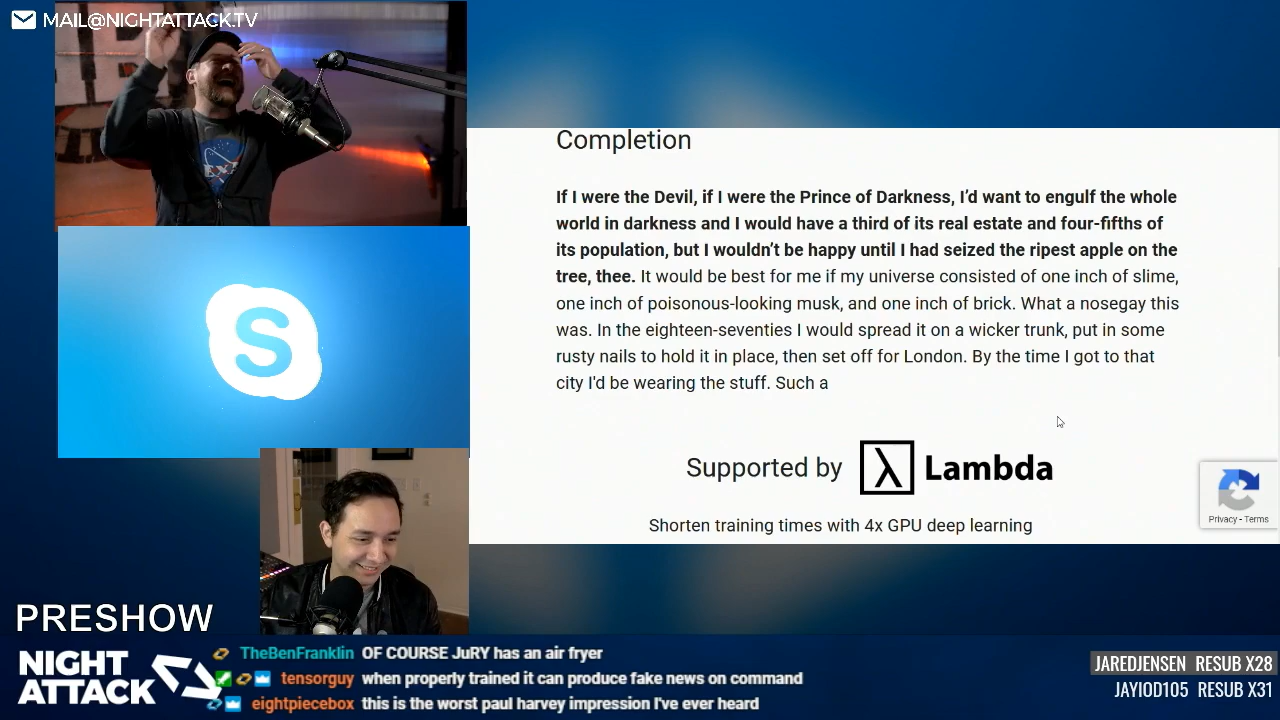 MAIL@NIGHTATTACK.TV
Completion
If I were the Devil, if I were the Prince of Darkness, I’d want to engulf the whole
world in darkness and I would have a third of its real estate and four-fifths of
its population, but I wouldn’t be happy until I had seized the ripest apple on the
tree, thee. It would be best for me if my universe consisted of one inch of slime,
one inch of poisonous-looking musk, and one inch of brick. What a nosegay this
was. In the eighteen-seventies I would spread it on a wicker trunk, put in some
rusty nails to hold it in place, then set off for London. By the time I got to that
city I'd be wearing the stuff. Such a
Supported by λ Lambda
Shorten training times with 4x GPU deep learning
Privacy - Terms
S
PRESHOW
NIGHT
ATTACK
TheBenFranklin OF COURSE JuRY has an air fryer
tensorguy when properly trained it can produce fake news on command
eightpiecebox this is the worst paul harvey impression I've ever heard
JAREDJENSEN RESUB X28
JAYIOD105 RESUB X31